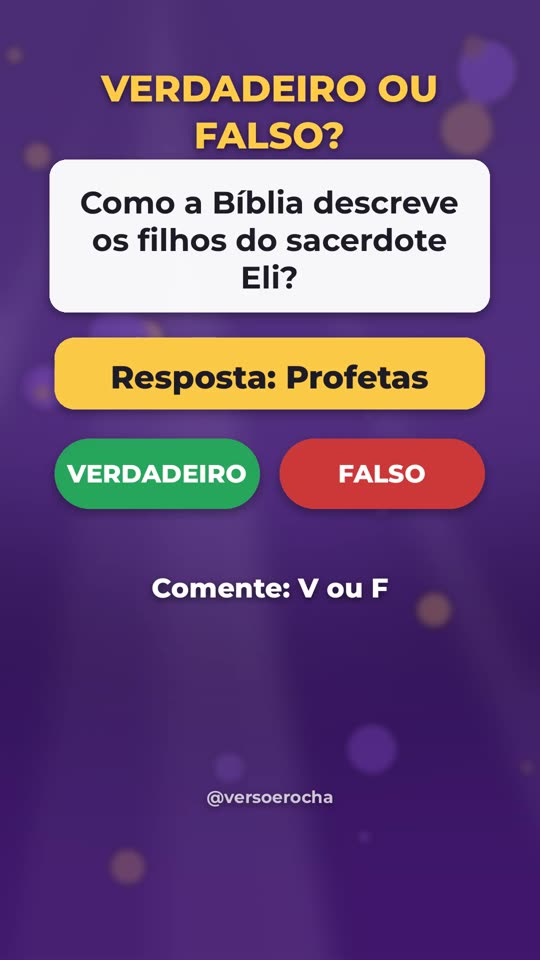 VERDADEIRO OU
FALSO?
Como a Bíblia descreve
os filhos do sacerdote
Eli?
Resposta: Profetas
VERDADEIRO
FALSO
Comente: V ou F
@versoerocha